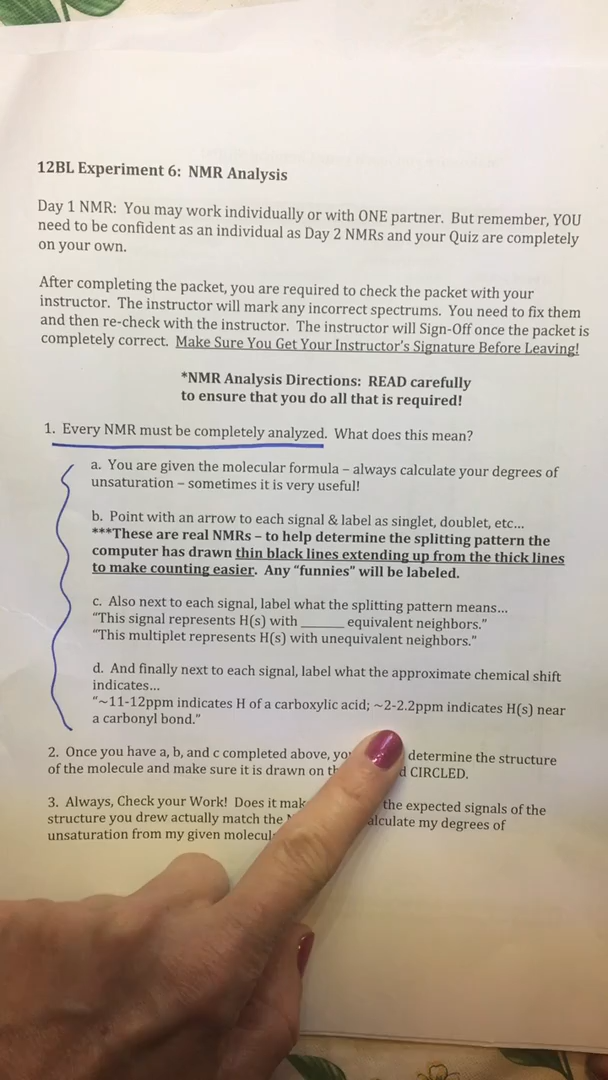 12BL Experiment 6: NMR Analysis
Day 1 NMR: You may work individually or with ONE partner. But remember, YOU
need to be confident as an individual as Day 2 NMRs and your Quiz are completely
on your own.
After completing the packet, you are required to check the packet with your
instructor. The instructor will mark any incorrect spectrums. You need to fix them
and then re-check with the instructor. The instructor will Sign-Off once the packet is
completely correct. Make Sure You Get Your Instructor's Signature Before Leaving!
*NMR Analysis Directions: READ carefully
to ensure that you do all that is required!
1. Every NMR must be completely analyzed. What does this mean?
a. You are given the molecular formula – always calculate your degrees of
unsaturation – sometimes it is very useful!
b. Point with an arrow to each signal & label as singlet, doublet, etc...
***These are real NMRs – to help determine the splitting pattern the
computer has drawn thin black lines extending up from the thick lines
to make counting easier. Any "funnies" will be labeled.
c. Also next to each signal, label what the splitting pattern means...
"This signal represents H(s) with ______ equivalent neighbors."
"This multiplet represents H(s) with unequivalent neighbors."
d. And finally next to each signal, label what the approximate chemical shift
indicates...
"~11-12ppm indicates H of a carboxylic acid; ~2-2.2ppm indicates H(s) near
a carbonyl bond."
2. Once you have a, b, and c completed above, determine the structure
of the molecule and make sure it is drawn on CIRCLED.
3. Always, Check your Work! Does it the expected signals of the
structure you drew actually match the my degrees of
unsaturation from my given